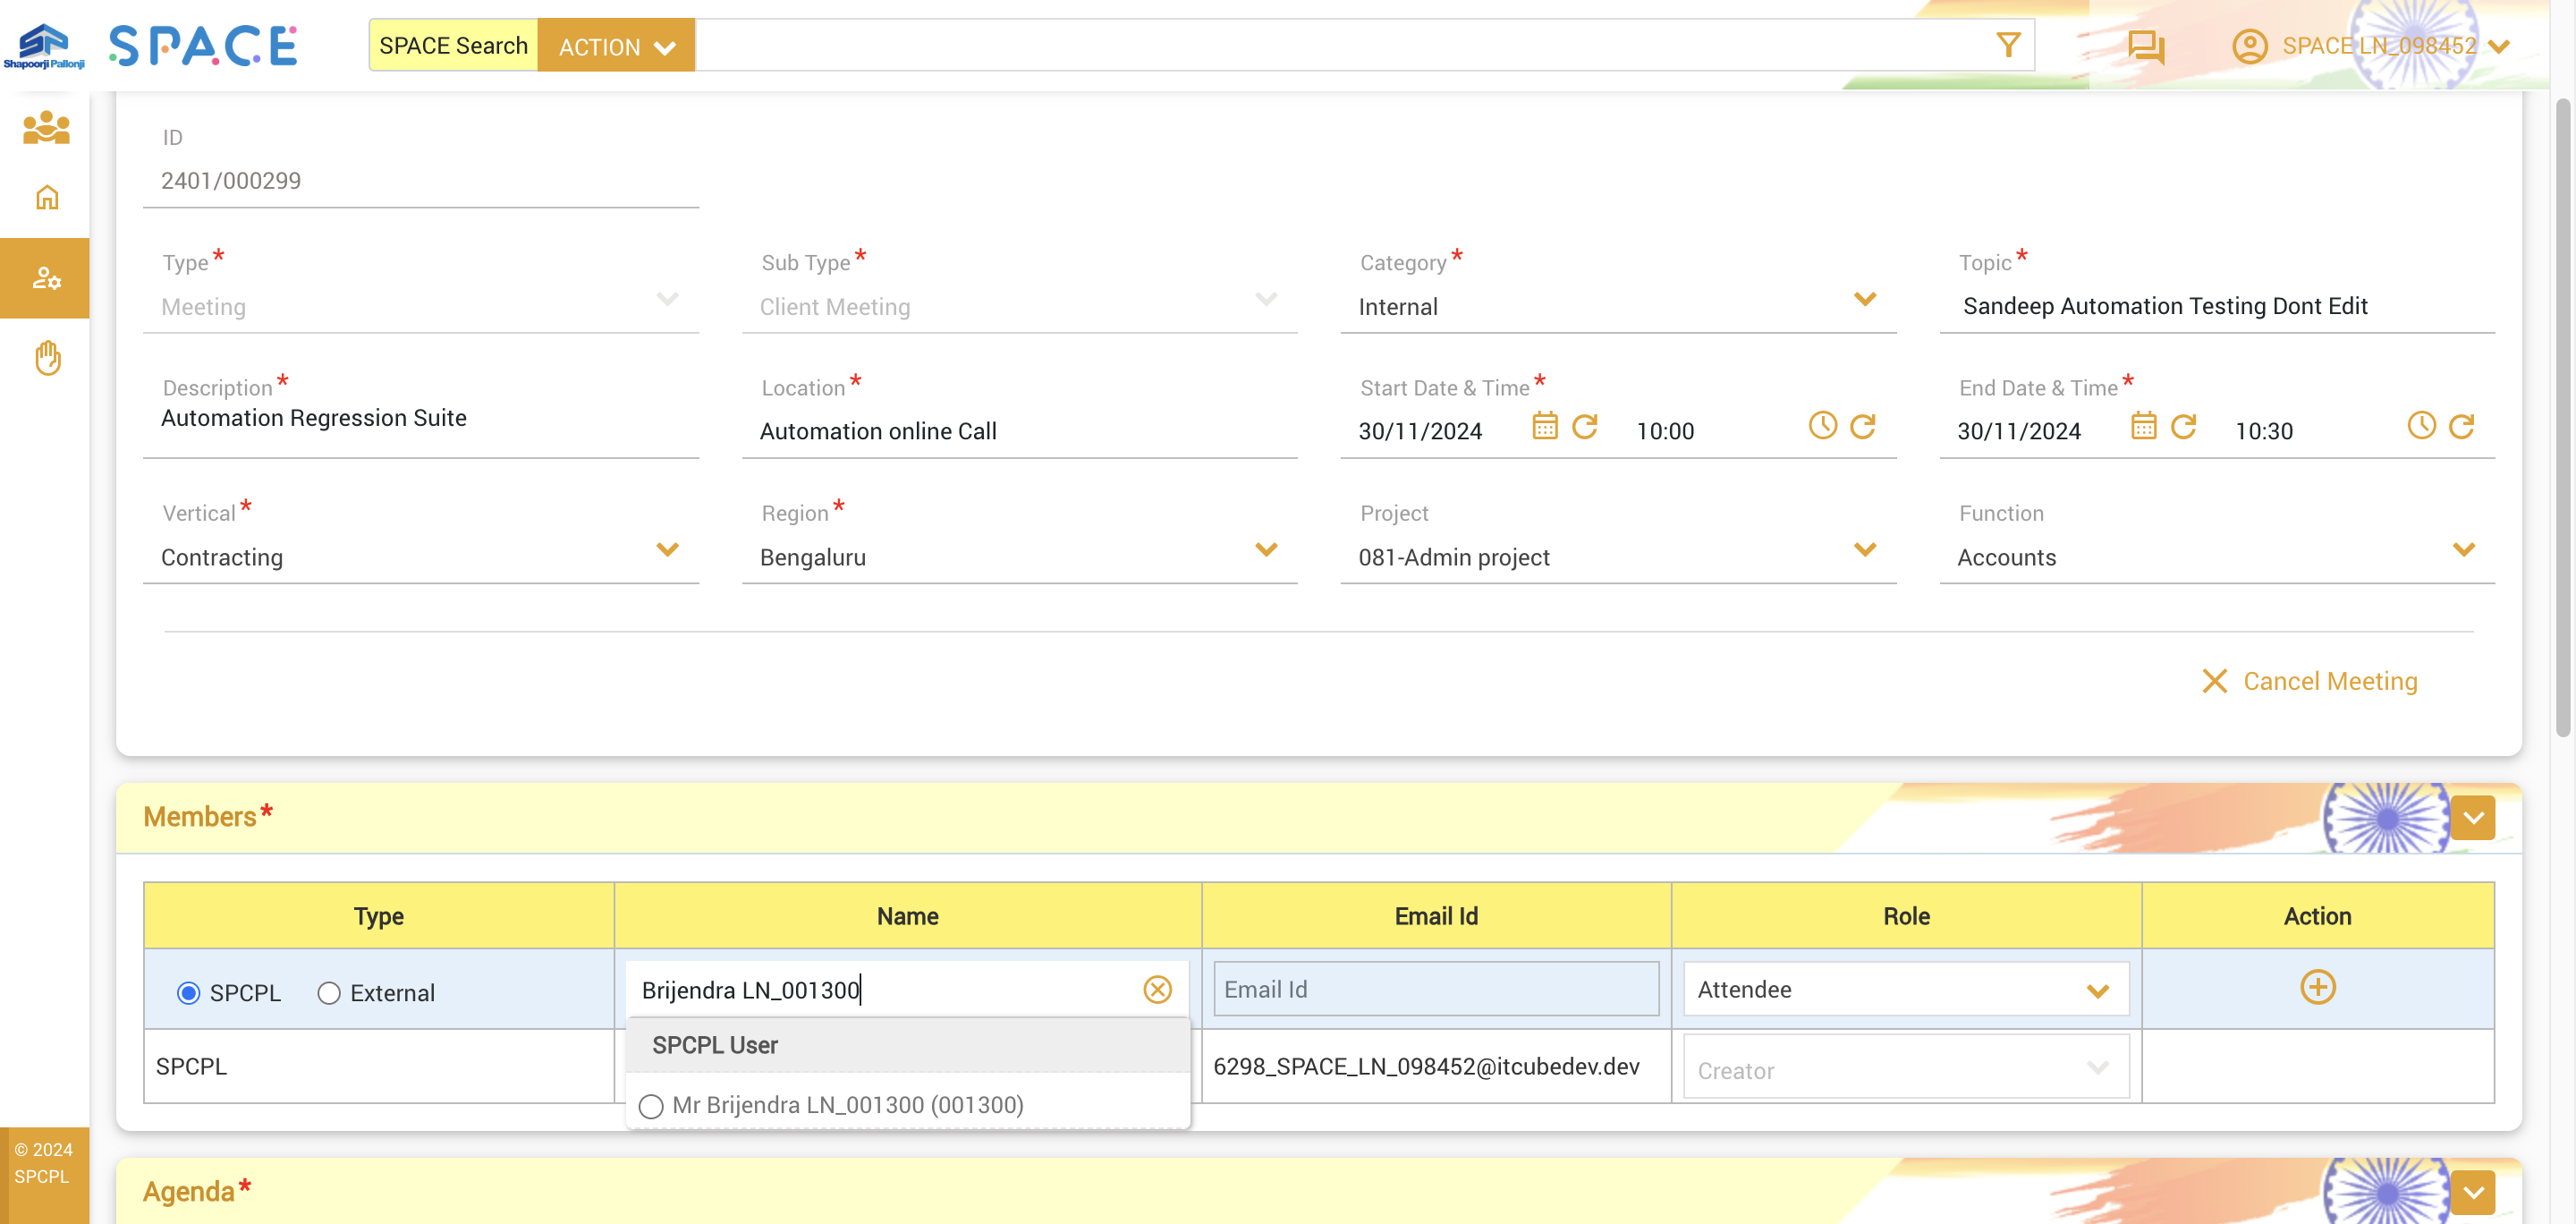 Shapoorji Pallonji
SPACE
SPACE Search
ACTION
SPACE LN_098452
ID
2401/000299
Type*
Sub Type*
Category*
Topic*
Meeting
Client Meeting
Internal
Sandeep Automation Testing Dont Edit
Description*
Location*
Start Date & Time*
End Date & Time*
Automation Regression Suite
Automation online Call
30/11/2024
10:00
30/11/2024
10:30
Vertical*
Region*
Project
Function
Contracting
Bengaluru
081-Admin project
Accounts
Cancel Meeting
Members*
Type
Name
Email Id
Role
Action
SPCPL
External
Brijendra LN_001300
Email Id
Attendee
SPCPL User
SPCPL
6298_SPACE_LN_098452@itcubedev.dev
Creator
Mr Brijendra LN_001300 (001300)
Agenda*
© 2024
SPCPL